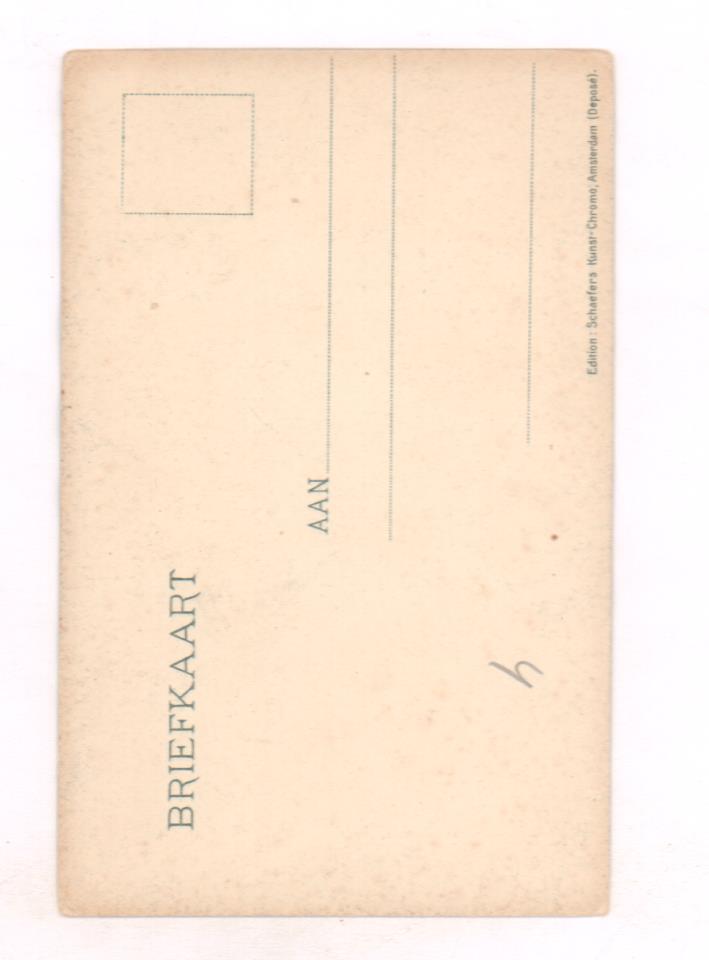 BRIEFKAART
AAN
4
Edition: Schaefers Kunst-Chromo, Amsterdam (Deposé).